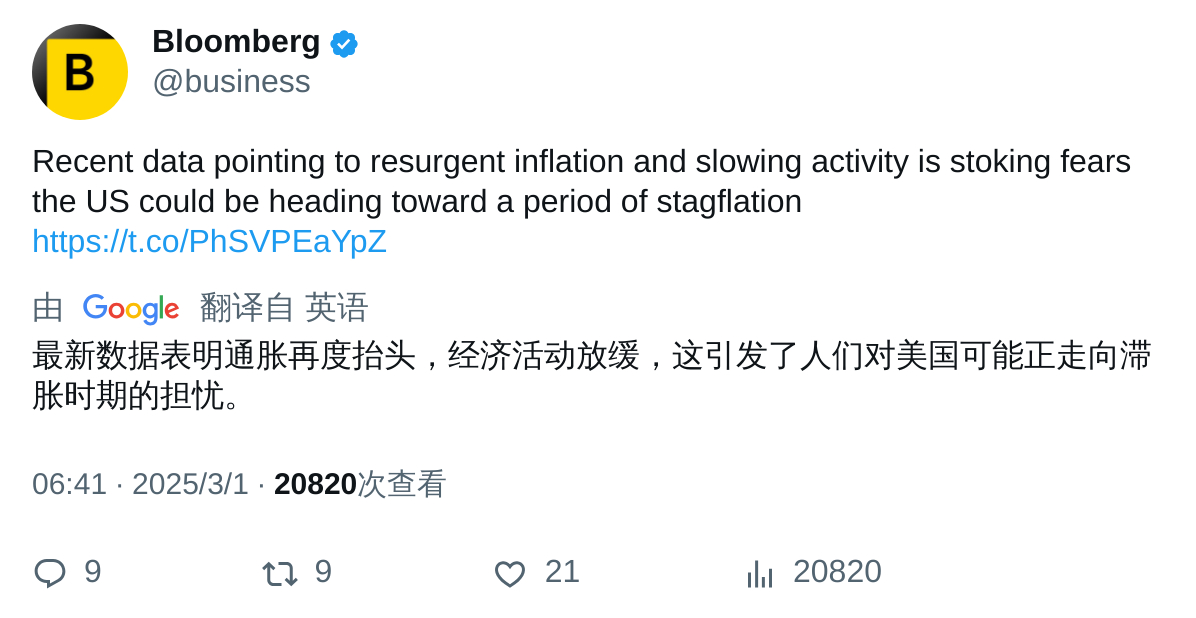 B
Bloomberg
@business
Recent data pointing to resurgent inflation and slowing activity is stoking fears
the US could be heading toward a period of stagflation
https://t.co/PhSVPEaYpZ
由 Google 翻译自 英语
最新数据表明通胀再度抬头，经济活动放缓，这引发了人们对美国可能正走向滞
胀时期的担忧。
06:41 · 2025/3/1 · 20820次查看
9 9 21 20820